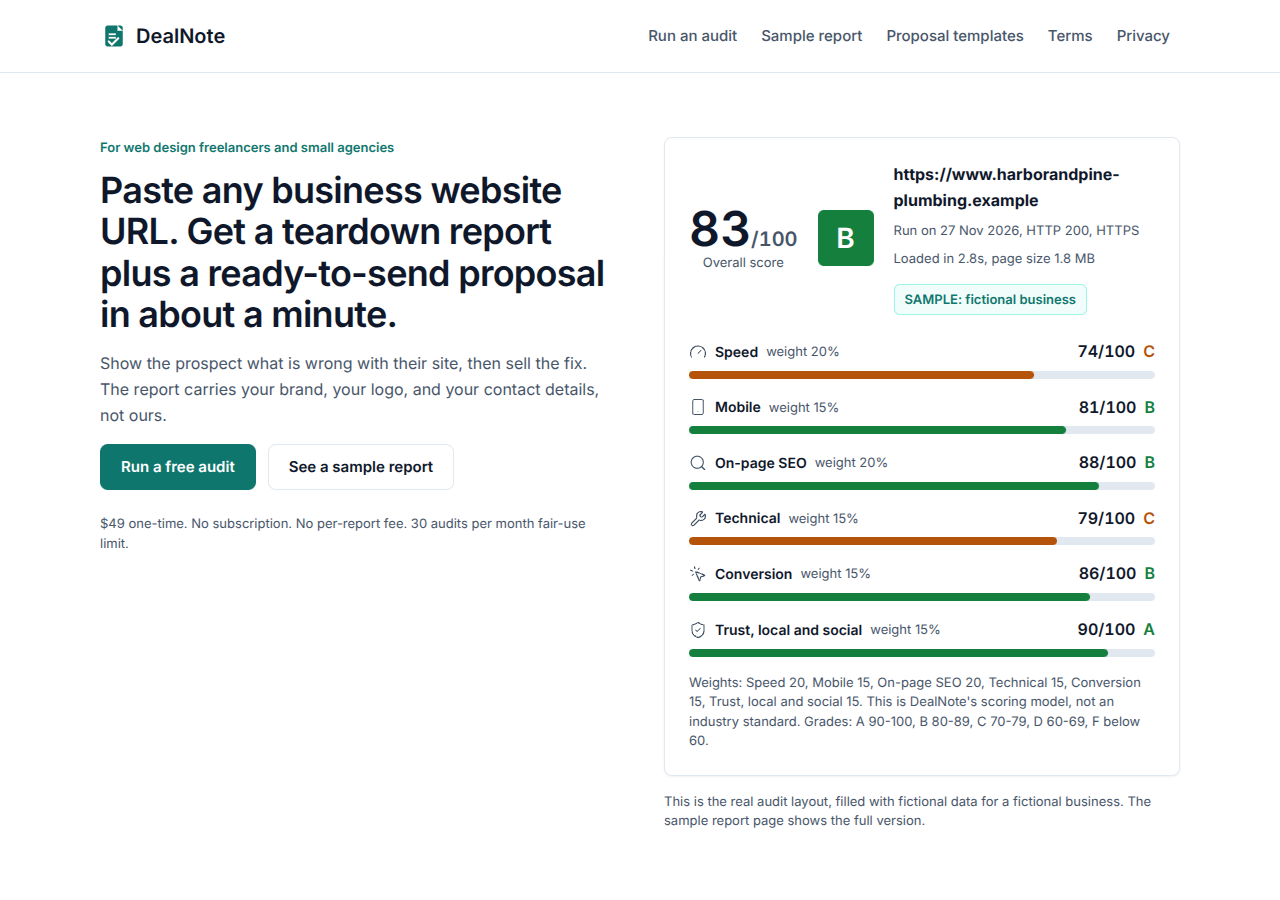 DealNote
Run an audit
Sample report
Proposal templates
Terms
Privacy
For web design freelancers and small agencies
Paste any business website
URL. Get a teardown report
plus a ready-to-send proposal
in about a minute.
Show the prospect what is wrong with their site, then sell the fix.
The report carries your brand, your logo, and your contact details,
not ours.
Run a free audit
See a sample report
$49 one-time. No subscription. No per-report fee. 30 audits per month fair-use
limit.
83/100
Overall score
B
https://www.harborandpine-
plumbing.example
Run on 27 Nov 2026, HTTP 200, HTTPS
Loaded in 2.8s, page size 1.8 MB
SAMPLE: fictional business
Speed weight 20% 74/100 C
Mobile weight 15% 81/100 B
On-page SEO weight 20% 88/100 B
Technical weight 15% 79/100 C
Conversion weight 15% 86/100 B
Trust, local and social weight 15% 90/100 A
Weights: Speed 20, Mobile 15, On-page SEO 20, Technical 15, Conversion
15, Trust, local and social 15. This is DealNote's scoring model, not an
industry standard. Grades: A 90-100, B 80-89, C 70-79, D 60-69, F below
60.
This is the real audit layout, filled with fictional data for a fictional business. The
sample report page shows the full version.